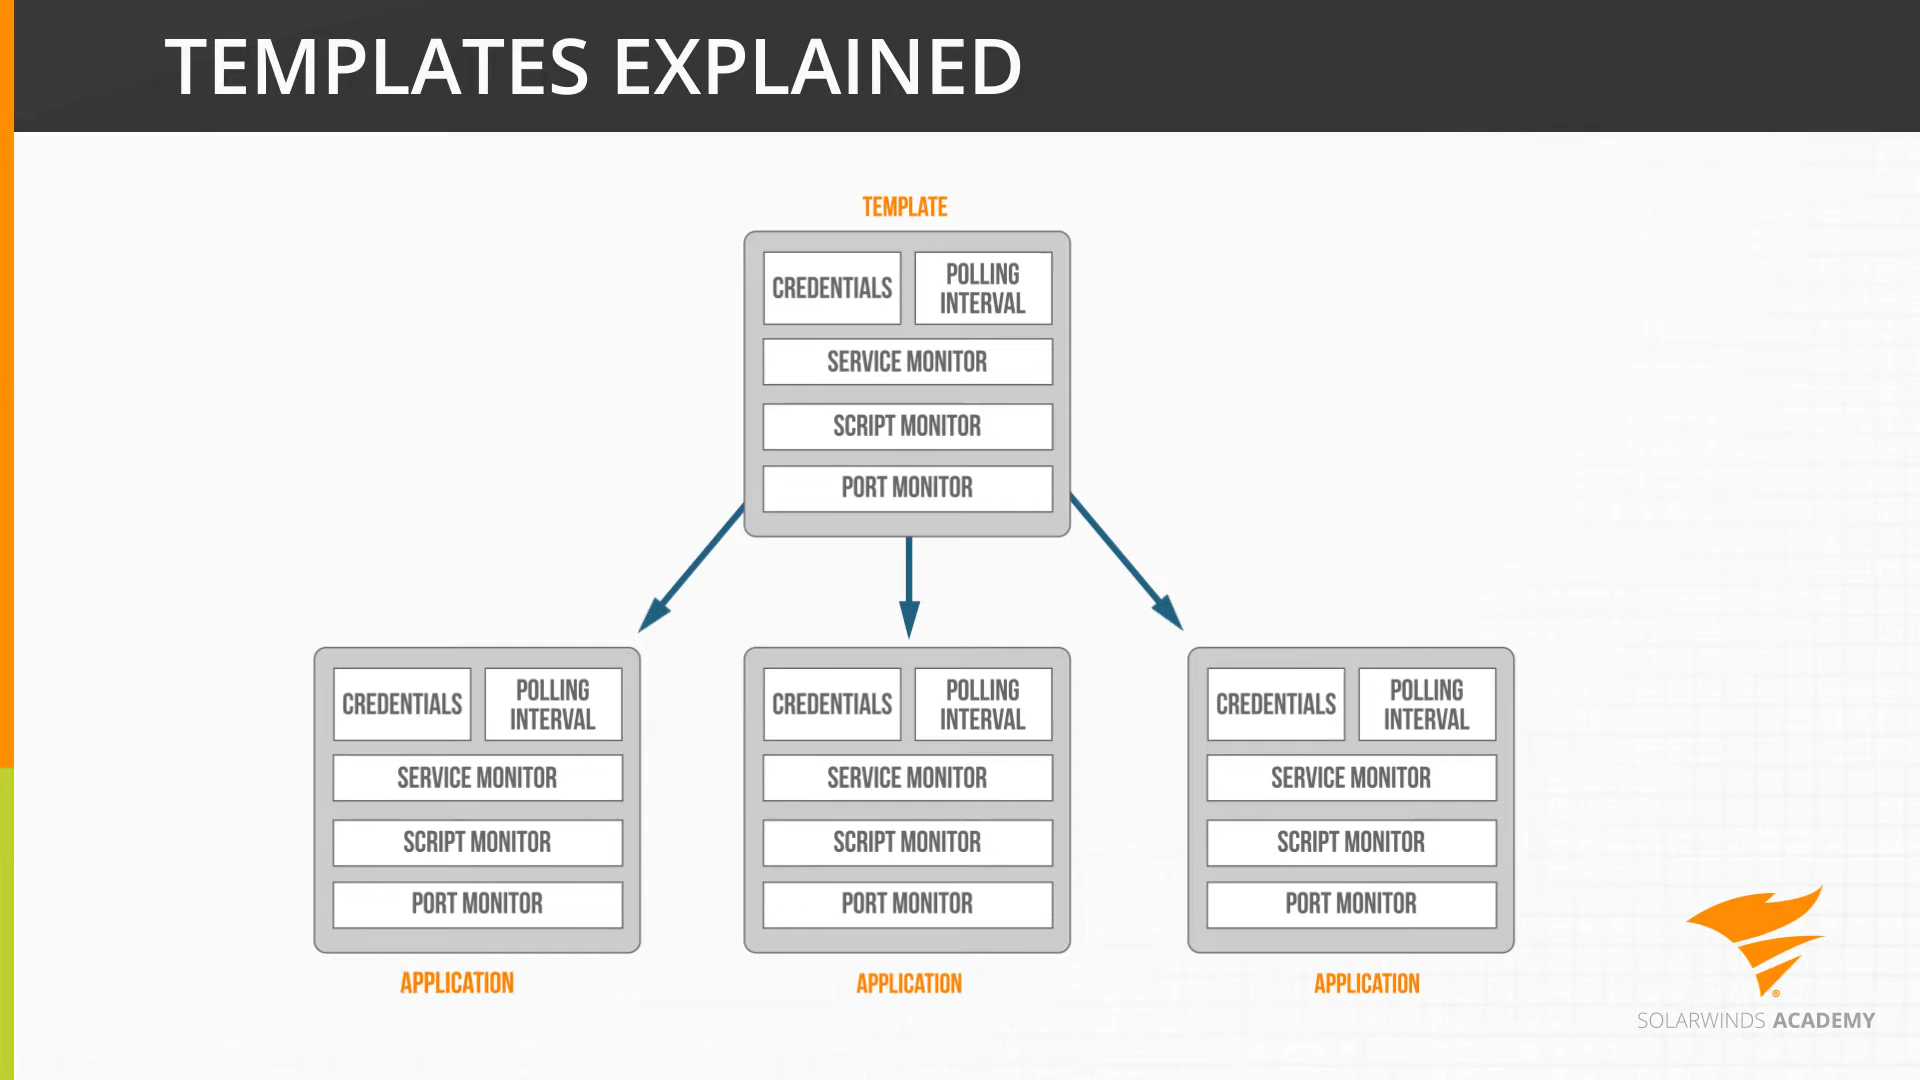 TEMPLATES EXPLAINED
TEMPLATE
CREDENTIALS
POLLING
INTERVAL
SERVICE MONITOR
SCRIPT MONITOR
PORT MONITOR
CREDENTIALS
POLLING
INTERVAL
SERVICE MONITOR
SCRIPT MONITOR
PORT MONITOR
APPLICATION
CREDENTIALS
POLLING
INTERVAL
SERVICE MONITOR
SCRIPT MONITOR
PORT MONITOR
APPLICATION
CREDENTIALS
POLLING
INTERVAL
SERVICE MONITOR
SCRIPT MONITOR
PORT MONITOR
APPLICATION
®
SOLARWINDS ACADEMY